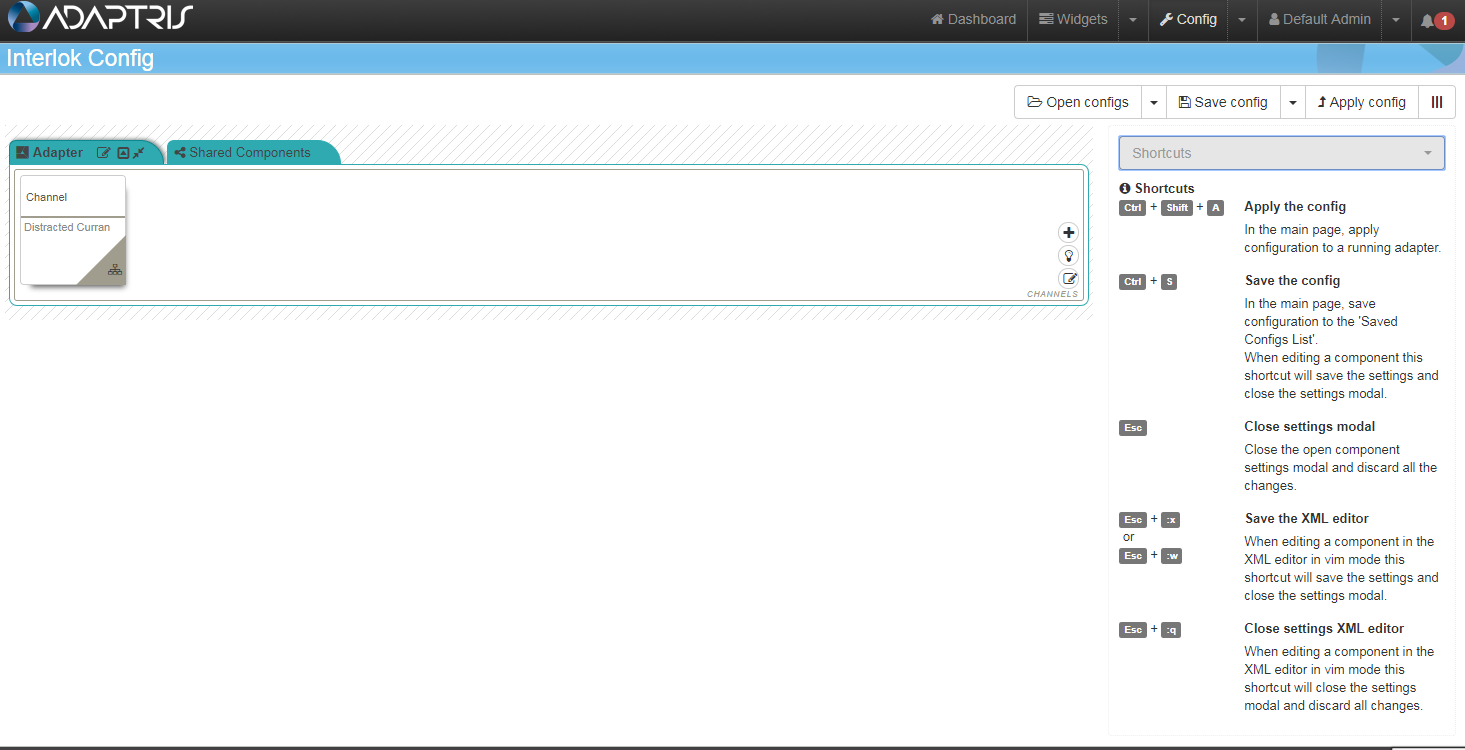 ADAPTRIS
Dashboard Widgets Config Default Admin 1
Interlok Config
Open configs Save config Apply config
Adapter Shared Components
Channel
Distracted Curran
CHANNELS
Shortcuts
Shortcuts
Ctrl + Shift + A Apply the config
In the main page, apply
configuration to a running adapter.
Ctrl + S Save the config
In the main page, save
configuration to the 'Saved
Configs List'.
When editing a component this
shortcut will save the settings and
close the settings modal.
Esc Close settings modal
Close the open component
settings modal and discard all the
changes.
Esc + :x Save the XML editor
or
Esc + :w
When editing a component in the
XML editor in vim mode this
shortcut will save the settings and
close the settings modal.
Esc + :q Close settings XML editor
When editing a component in the
XML editor in vim mode this
shortcut will close the settings
modal and discard all changes.